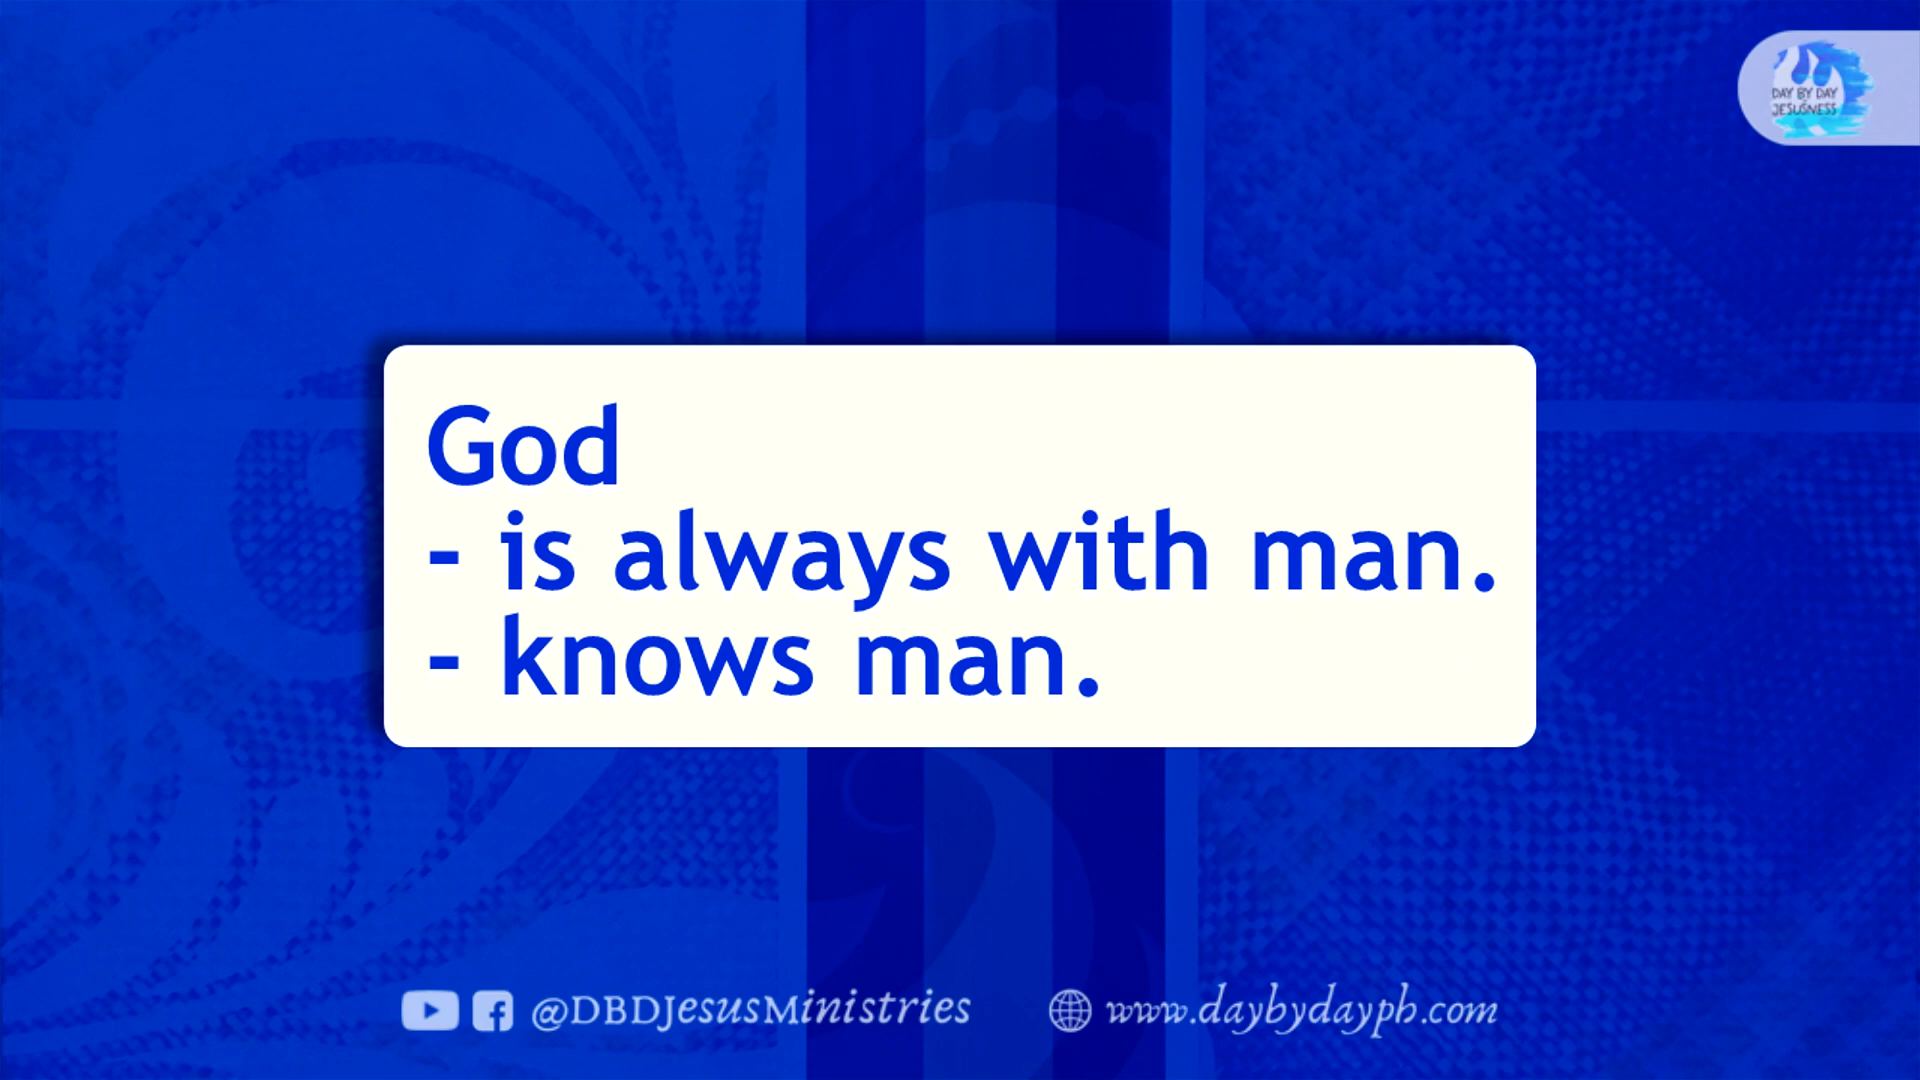 DAY BY DAY
JESUSNESS
God
- is always with man.
- knows man.
@DBDJesusMinistries
www.daybydayph.com